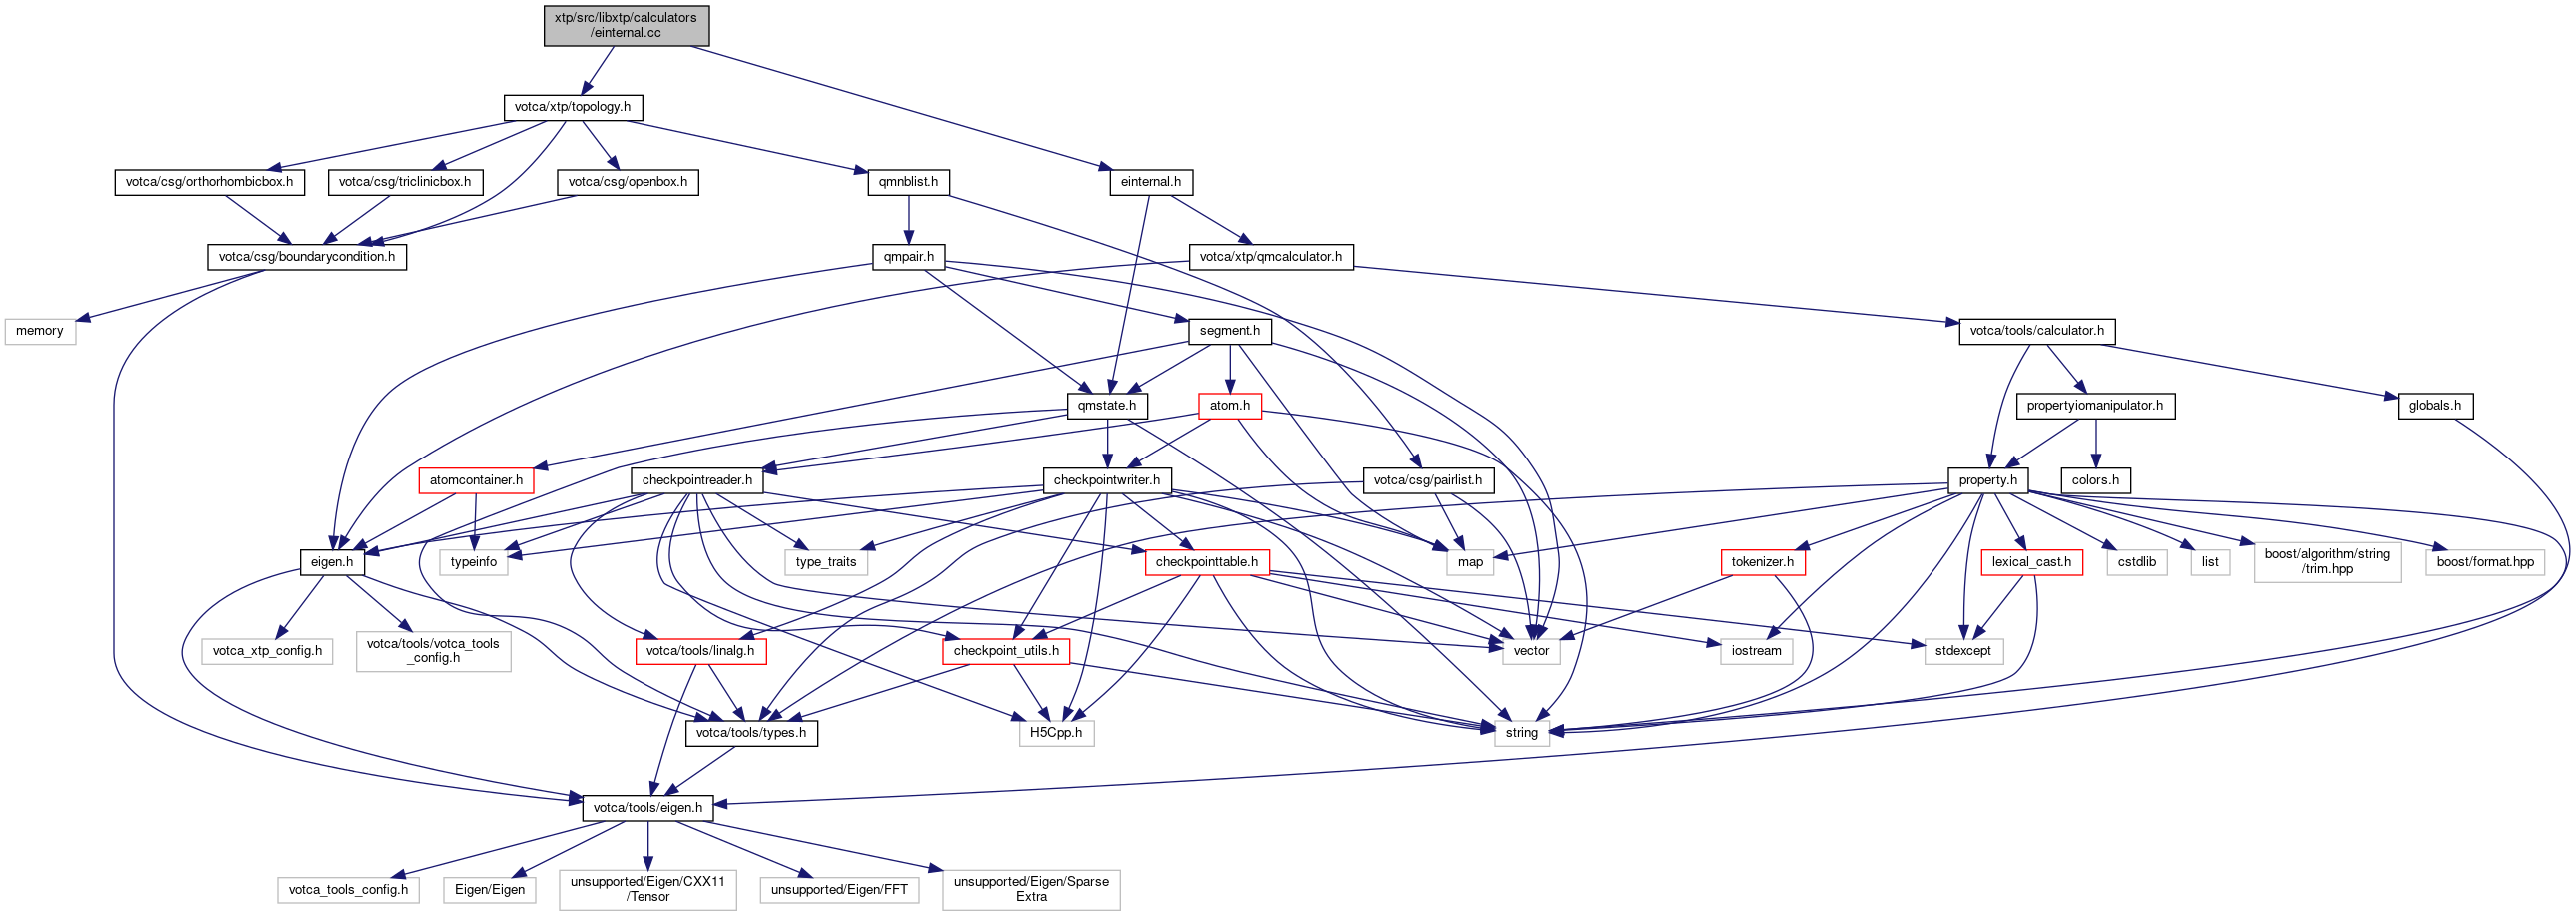 xtp/src/libxtp/calculators
/einternal.cc
votca/xtp/topology.h
votca/csg/orthorhombicbox.h
votca/csg/triclinicbox.h
votca/csg/openbox.h
qmnblist.h
einternal.h
votca/csg/boundarycondition.h
qmpair.h
votca/xtp/qmcalculator.h
memory
segment.h
votca/tools/calculator.h
qmstate.h
atom.h
propertyiomanipulator.h
globals.h
atomcontainer.h
checkpointreader.h
checkpointwriter.h
votca/csg/pairlist.h
property.h
colors.h
eigen.h
typeinfo
type_traits
checkpointtable.h
map
tokenizer.h
lexical_cast.h
cstdlib
list
boost/algorithm/string
/trim.hpp
boost/format.hpp
votca_xtp_config.h
votca/tools/votca_tools
_config.h
votca/tools/linalg.h
checkpoint_utils.h
vector
iostream
stdexcept
votca/tools/types.h
H5Cpp.h
string
votca/tools/eigen.h
votca_tools_config.h
Eigen/Eigen
unsupported/Eigen/CXX11
/Tensor
unsupported/Eigen/FFT
unsupported/Eigen/Sparse
Extra